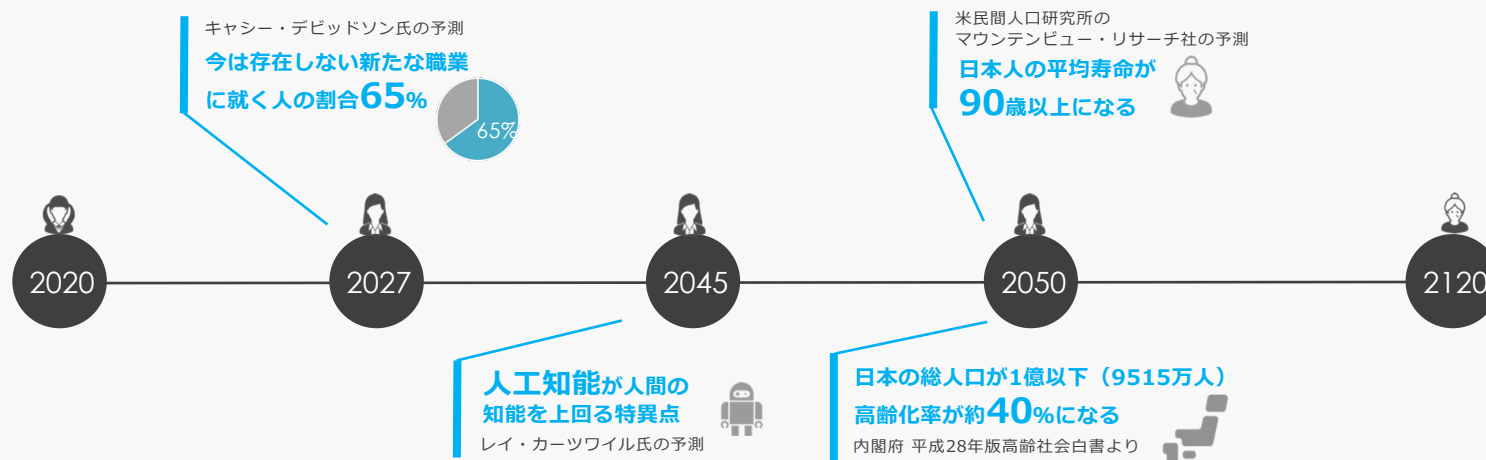 キャシー・デビッドソン氏の予測
今は存在しない新たな職業
に就く人の割合65%
65%
米民間人口研究所の
マウンテンビュー・リサーチ社の予測
日本人の平均寿命が
90歳以上になる
2020
2027
2045
2050
2120
人工知能が人間の
知能を上回る特異点
レイ・カーツワイル氏の予測
日本の総人口が1億以下（9515万人）
高齢化率が約40%になる
内閣府 平成28年版高齢社会白書より